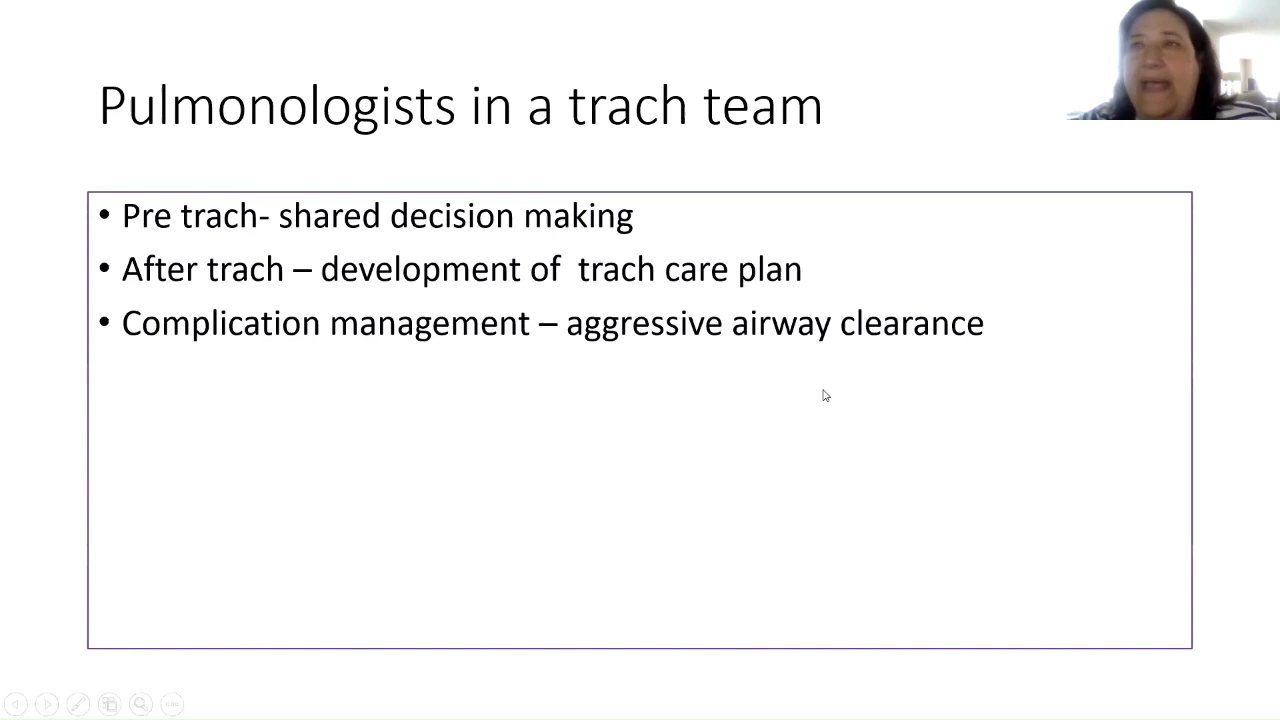 Pulmonologists in a trach team
• Pre trach- shared decision making
• After trach – development of  trach care plan
• Complication management – aggressive airway clearance